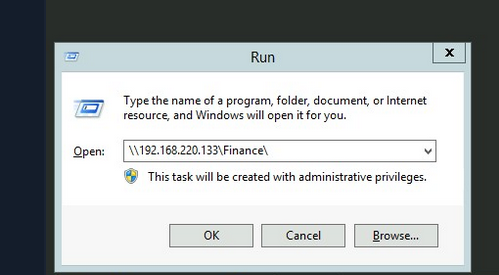 Run
x
Type the name of a program, folder, document, or Internet
resource, and Windows will open it for you.
Open: \\192.168.220.133\Finance\
This task will be created with administrative privileges.
OK Cancel Browse...